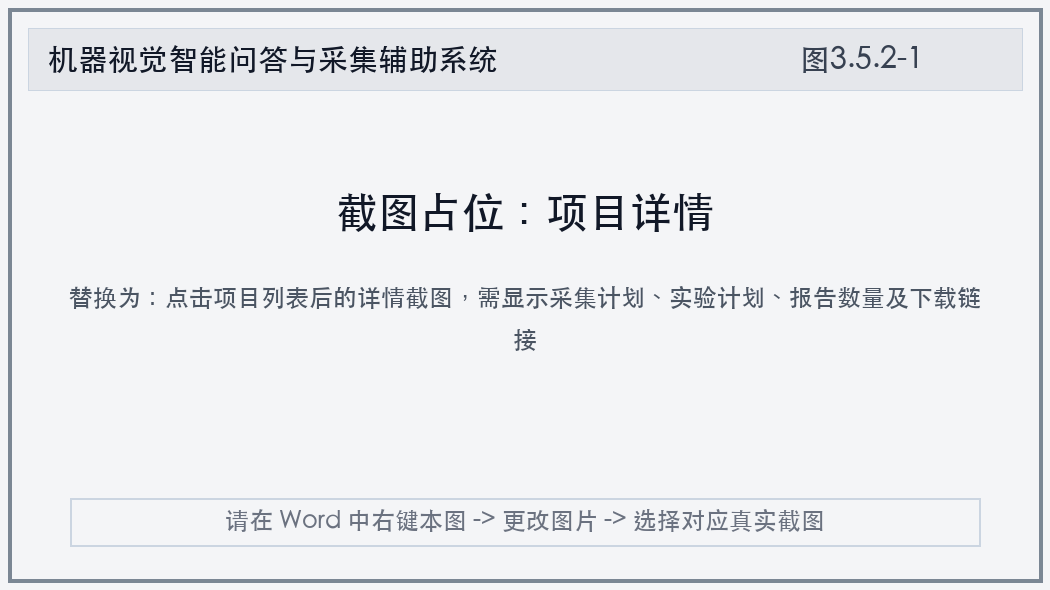 机器视觉智能问答与采集辅助系统
图3.5.2-1
截图占位：项目详情
替换为：点击项目列表后的详情截图，需显示采集计划、实验计划、报告数量及下载链
接
请在 Word 中右键本图 -> 更改图片 -> 选择对应真实截图